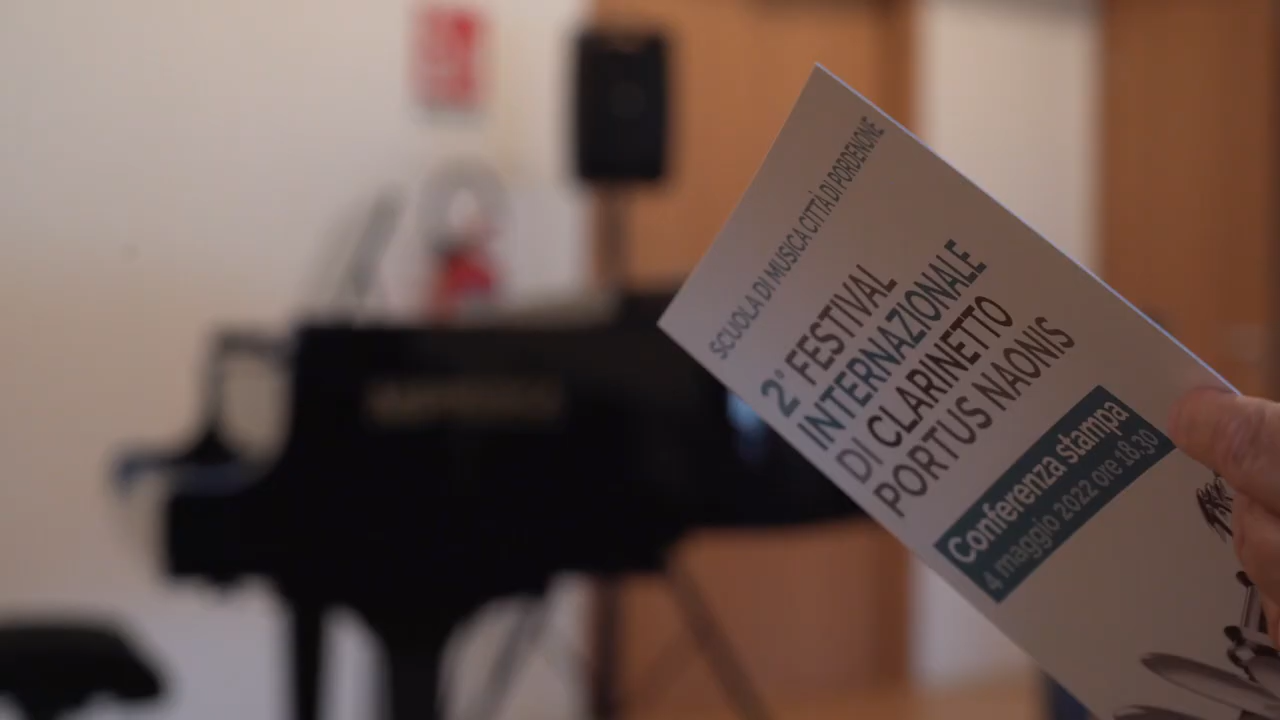 SCUOLA DI MUSICA CITTÀ DI PORDENONE
2° FESTIVAL
INTERNAZIONALE
DI CLARINETTO
PORTUS NAONIS
Conferenza stampa
4 maggio 2022 ore 18.30